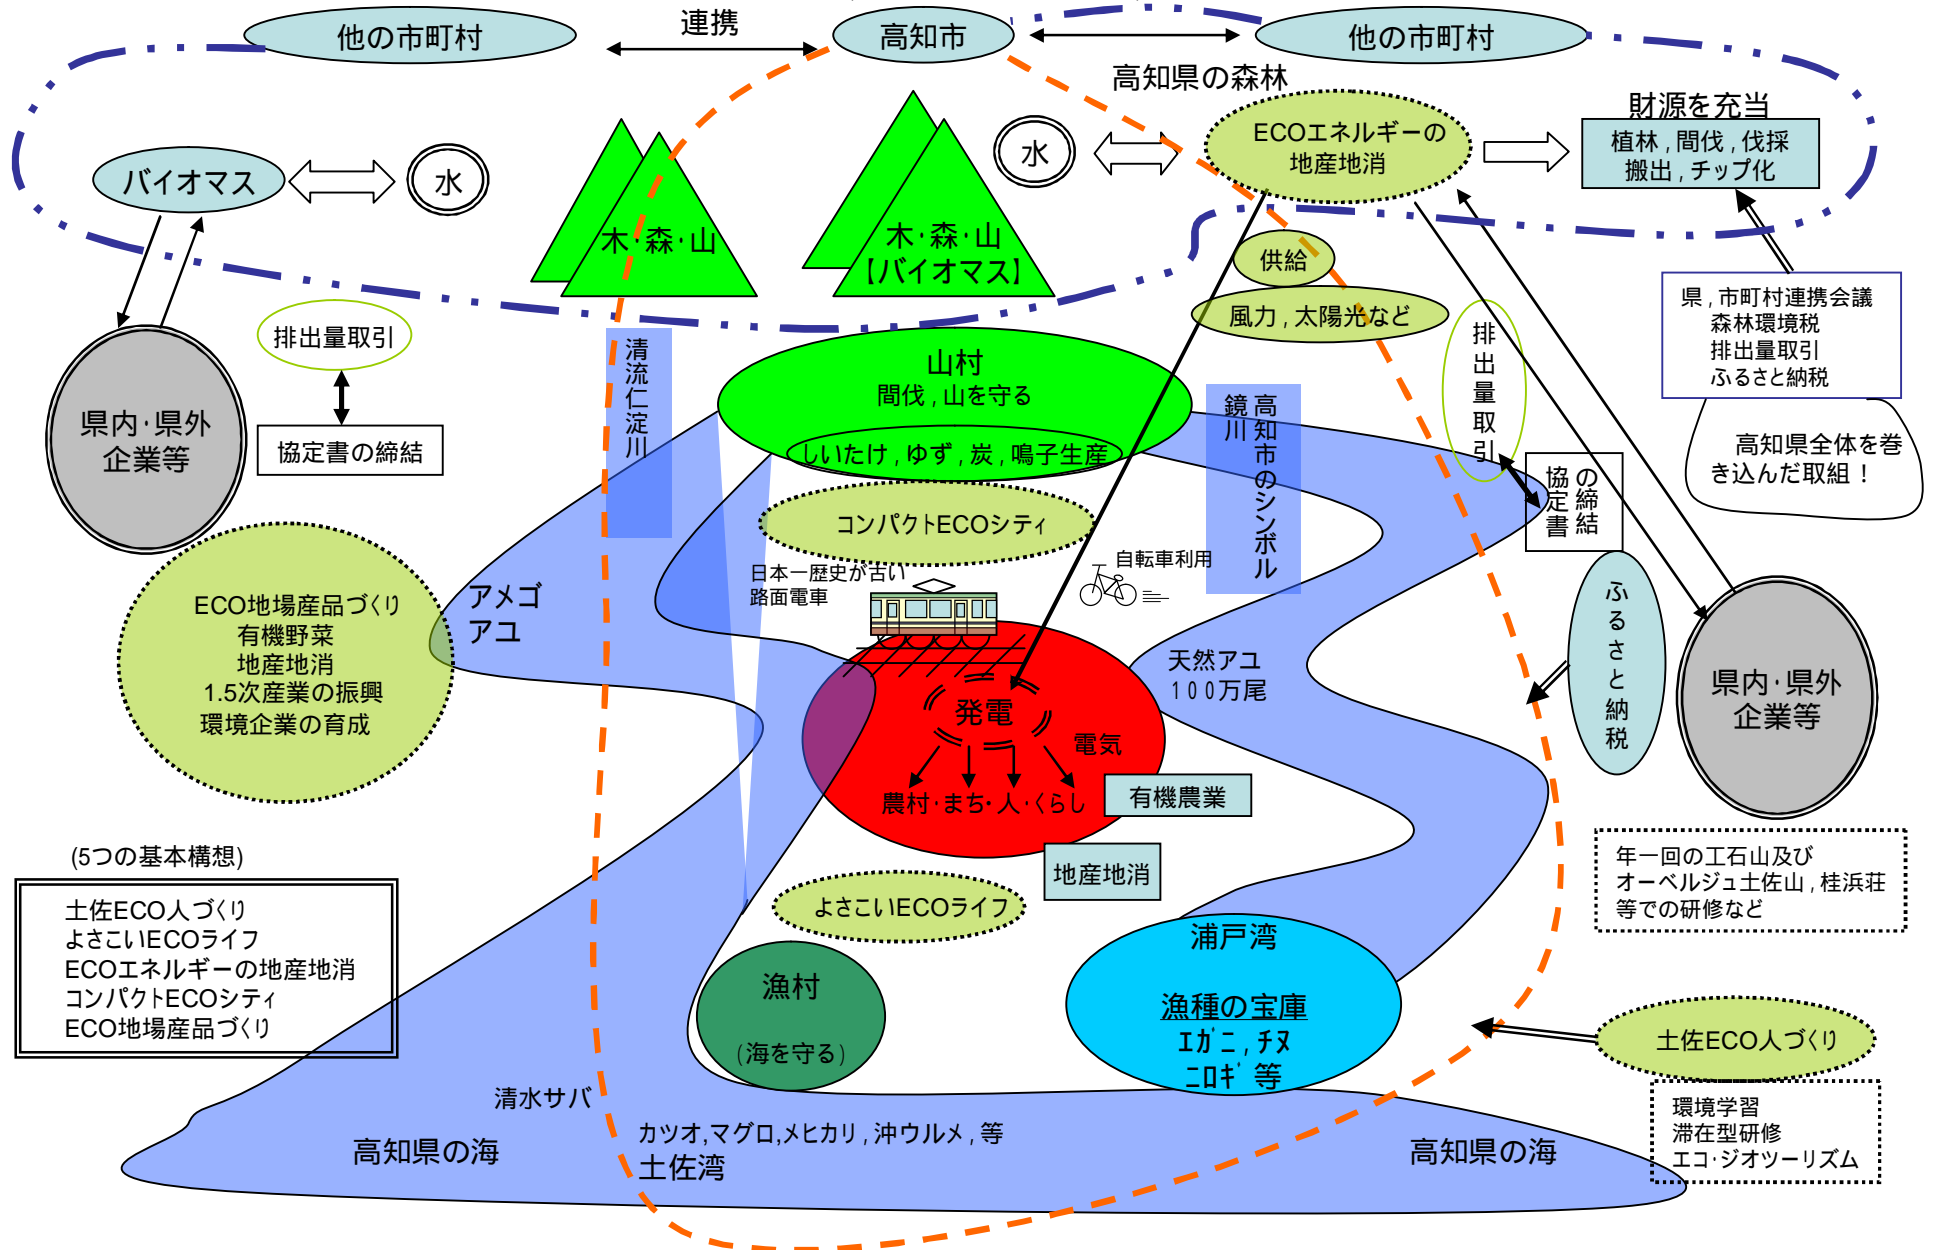 他の市町村
連携
高知市
他の市町村
高知県の森林
財源を充当
植林,間伐,伐採
搬出,チップ化
ECOエネルギーの
地産地消
水
バイオマス
水
木・森・山
木・森・山
【バイオマス】
供給
風力,太陽光など
県,市町村連携会議
森林環境税
排出量取引
ふるさと納税
高知県全体を巻
き込んだ取組！
排出量取引
協定書の締結
県内・県外
企業等
清流仁淀川
山村
間伐,山を守る
しいたけ,ゆず,炭,鳴子生産
高知市のシンボル
鏡川
排出量取引
協定書
の締結
コンパクトECOシティ
日本一歴史が古い
路面電車
自転車利用
アメゴ
アユ
ECO地場産品づくり
有機野菜
地産地消
1.5次産業の振興
環境企業の育成
天然アユ
１００万尾
発電
電気
農村・まち・人・くらし
有機農業
地産地消
ふるさと納税
県内・県外
企業等
年一回の工石山及び
オーベルジュ土佐山,桂浜荘
等での研修など
(5つの基本構想)
土佐ECO人づくり
よさこいECOライフ
ECOエネルギーの地産地消
コンパクトECOシティ
ECO地場産品づくり
よさこいECOライフ
漁村
(海を守る)
浦戸湾
漁種の宝庫
エガニ,チヌ
ニロギ 等
土佐ECO人づくり
環境学習
滞在型研修
エコ・ジオツーリズム
清水サバ
カツオ,マグロ,メヒカリ,沖ウルメ,等
土佐湾
高知県の海
高知県の海